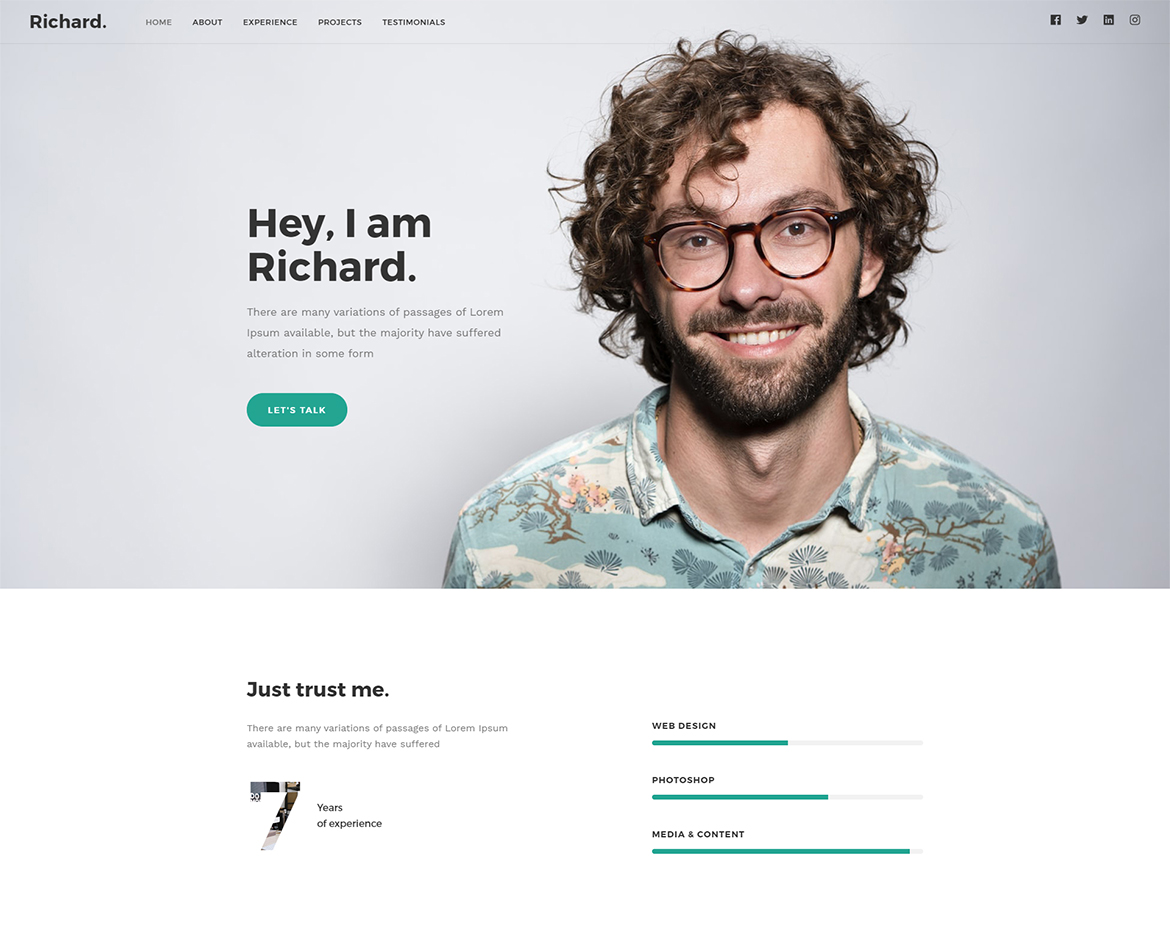 Richard.
HOME ABOUT EXPERIENCE PROJECTS TESTIMONIALS
Hey, I am
Richard.
There are many variations of passages of Lorem
Ipsum available, but the majority have suffered
alteration in some form
LET'S TALK
Just trust me.
There are many variations of passages of Lorem Ipsum
available, but the majority have suffered
7
Years
of experience
WEB DESIGN
PHOTOSHOP
MEDIA & CONTENT